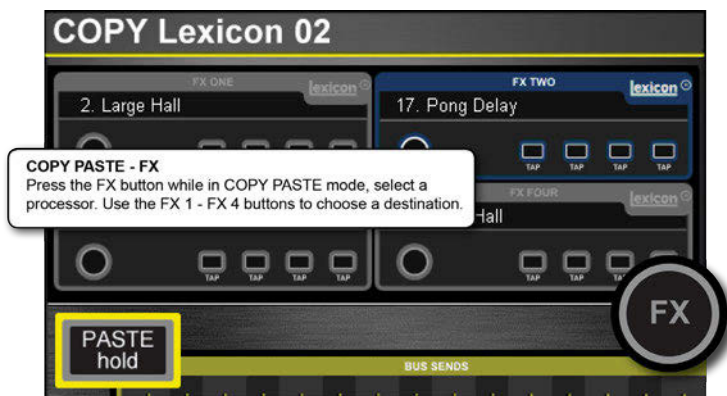 COPY Lexicon 02
FX ONE
lexicon
2. Large Hall
FX TWO
lexicon
17. Pong Delay
TAP TAP TAP TAP
COPY PASTE - FX
Press the FX button while in COPY PASTE mode, select a
processor. Use the FX 1 - FX 4 buttons to choose a destination.
FX FOUR
lexicon
Hall
TAP TAP TAP TAP
TAP TAP TAP TAP
FX
PASTE
hold
BUS SENDS